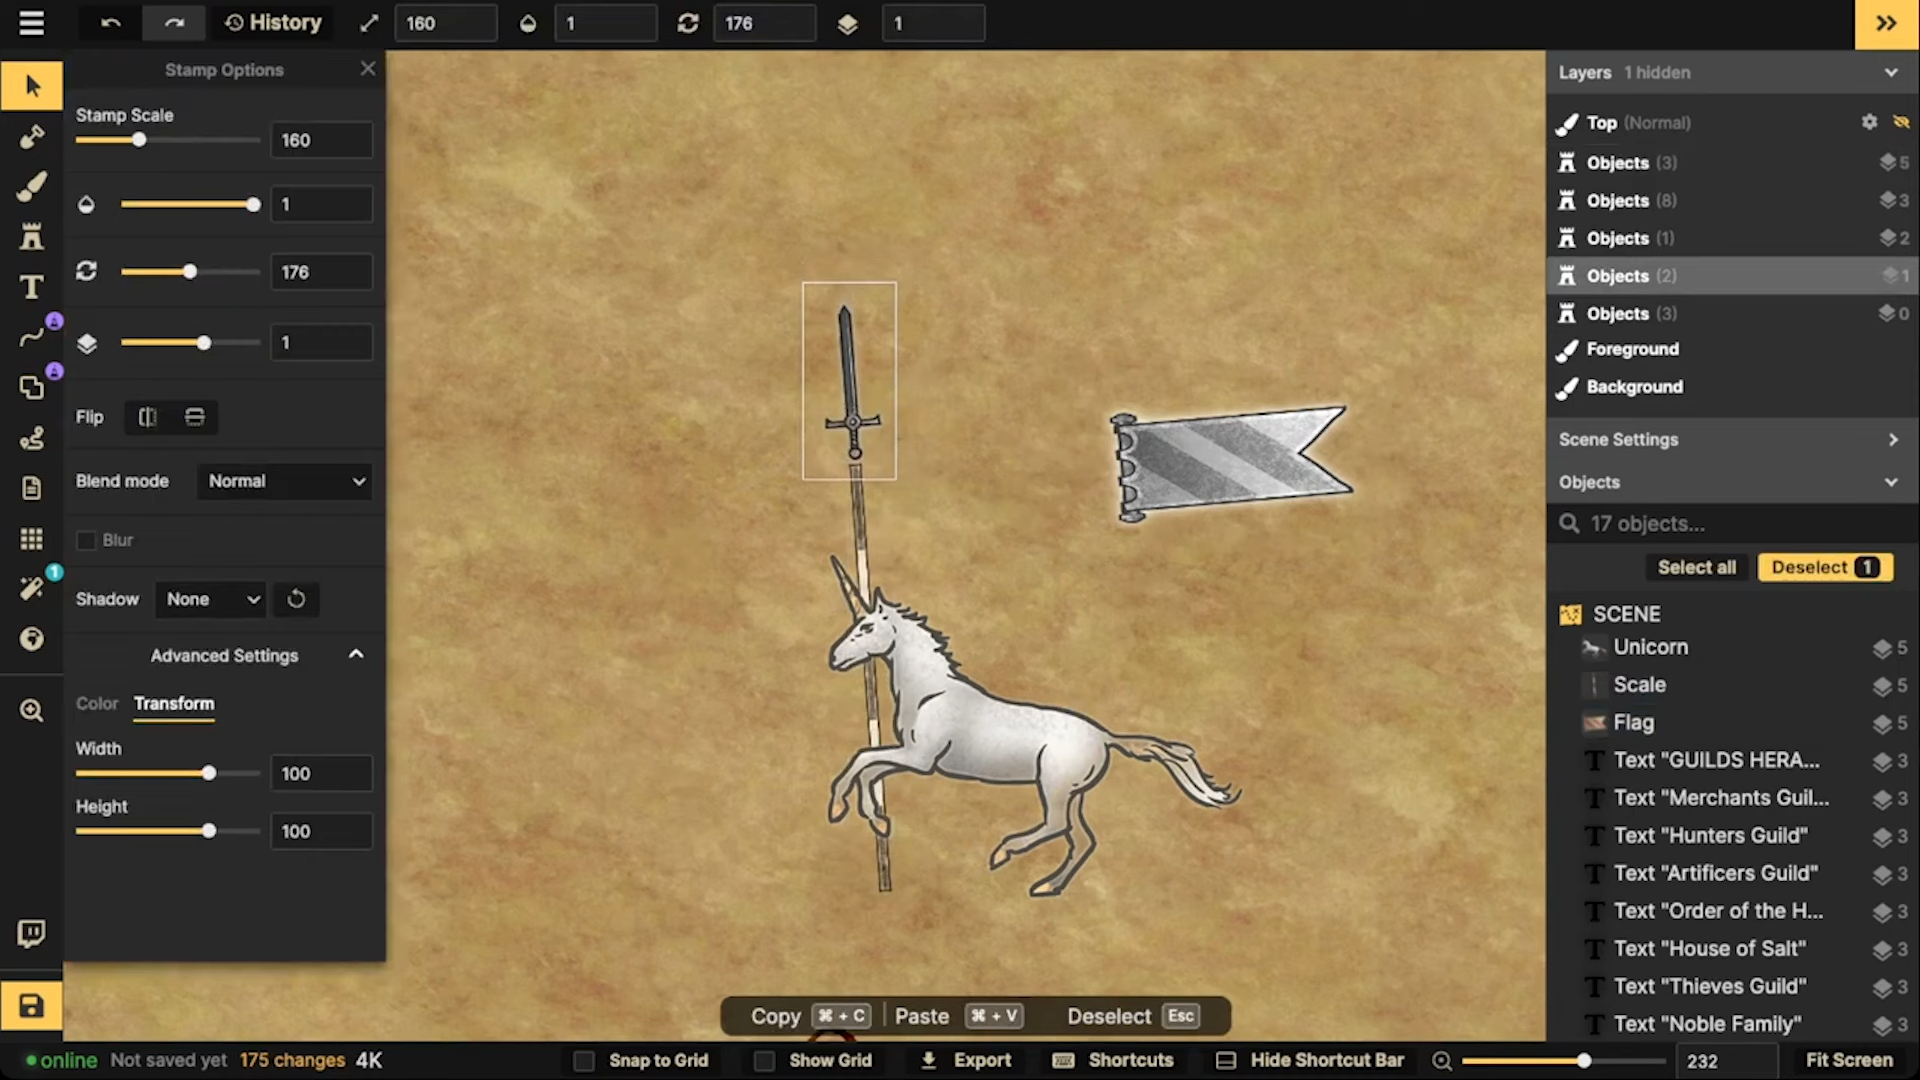 History
160
1
176
1
Stamp Options
Stamp Scale
160
1
176
1
Flip
Blend mode
Normal
Blur
Shadow
None
Advanced Settings
Color
Transform
Width
100
Height
100
Layers 1 hidden
Top (Normal)
Objects (3) 5
Objects (8) 3
Objects (1) 2
Objects (2) 1
Objects (3) 0
Foreground
Background
Scene Settings
Objects
17 objects...
Select all
Deselect 1
SCENE
Unicorn 5
Scale 5
Flag 5
Text "GUILDS HERA... 3
Text "Merchants Guil... 3
Text "Hunters Guild" 3
Text "Artificers Guild" 3
Text "Order of the H... 3
Text "House of Salt" 3
Text "Thieves Guild" 3
Text "Noble Family" 3
1
Copy ⌘ + C Paste ⌘ + V Deselect Esc
online Not saved yet 175 changes 4K
Snap to Grid
Show Grid
Export
Shortcuts
Hide Shortcut Bar
232
Fit Screen